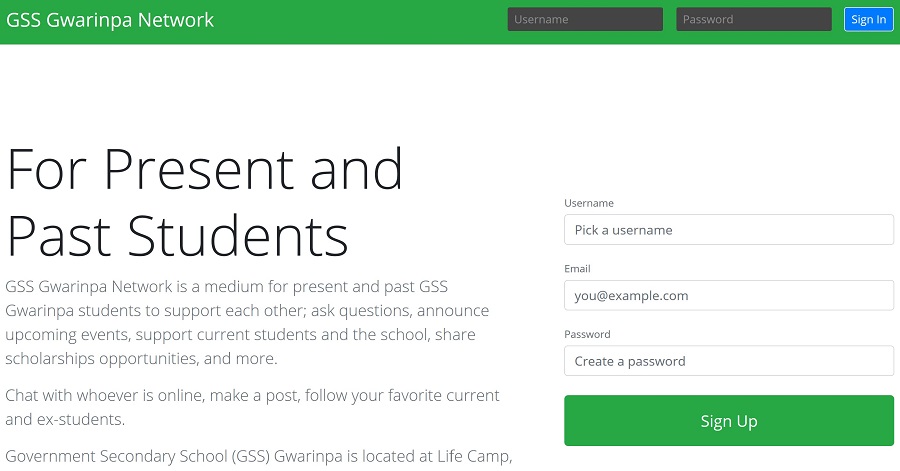 GSS Gwarinpa Network
Username
Password
Sign In
For Present and
Past Students
GSS Gwarinpa Network is a medium for present and past GSS
Gwarinpa students to support each other; ask questions, announce
upcoming events, support current students and the school, share
scholarships opportunities, and more.
Chat with whoever is online, make a post, follow your favorite current
and ex-students.
Government Secondary School (GSS) Gwarinpa is located at Life Camp,
Username
Pick a username
Email
you@example.com
Password
Create a password
Sign Up